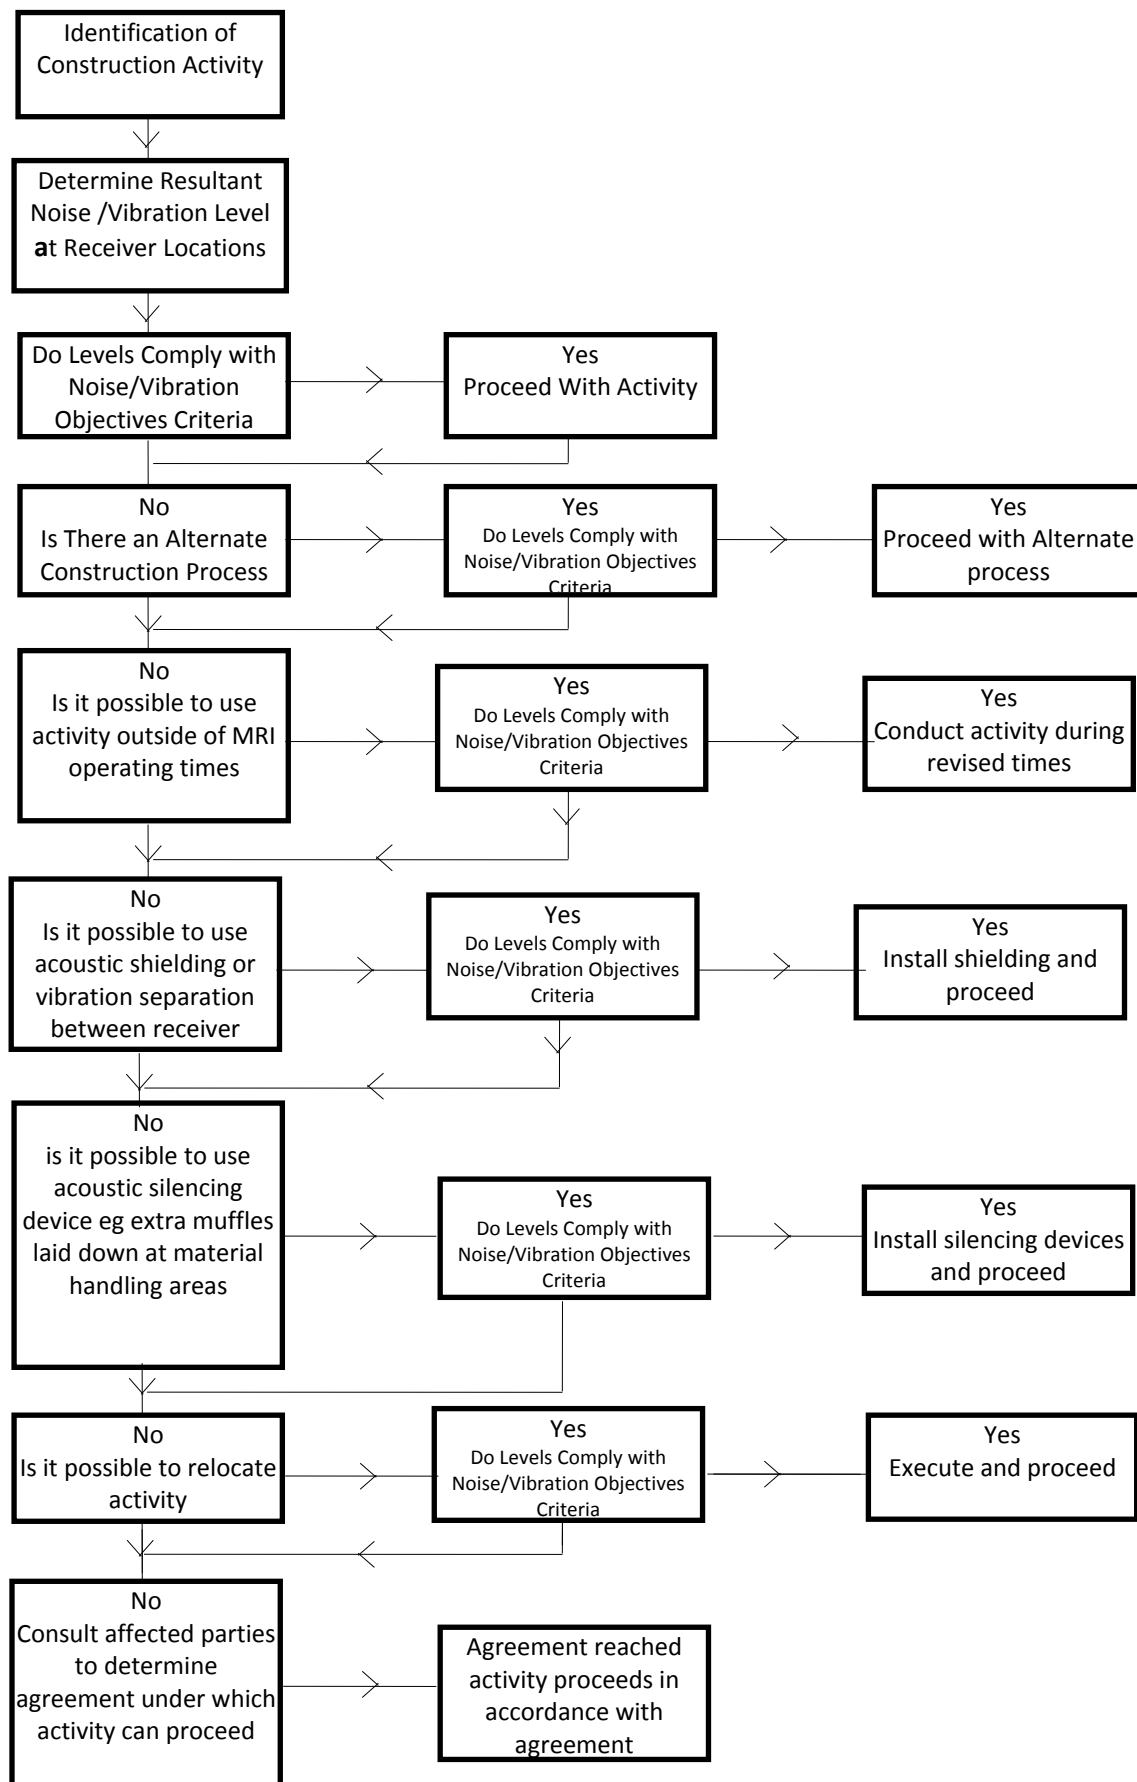 Identification of
Construction Activity
Determine Resultant
Noise /Vibration Level
at Receiver Locations
Do Levels Comply with
Noise/Vibration
Objectives Criteria
Yes
Proceed With Activity
No
Is There an Alternate
Construction Process
Yes
Do Levels Comply with
Noise/Vibration Objectives
Criteria
Yes
Proceed with Alternate
process
No
Is it possible to use
activity outside of MRI
operating times
Yes
Do Levels Comply with
Noise/Vibration Objectives
Criteria
Yes
Conduct activity during
revised times
No
Is it possible to use
acoustic shielding or
vibration separation
between receiver
Yes
Do Levels Comply with
Noise/Vibration Objectives
Criteria
Yes
Install shielding and
proceed
No
is it possible to use
acoustic silencing
device eg extra muffles
laid down at material
handling areas
Yes
Do Levels Comply with
Noise/Vibration Objectives
Criteria
Yes
Install silencing devices
and proceed
No
Is it possible to relocate
activity
Yes
Do Levels Comply with
Noise/Vibration Objectives
Criteria
Yes
Execute and proceed
No
Consult affected parties
to determine
agreement under which
activity can proceed
Agreement reached
activity proceeds in
accordance with
agreement